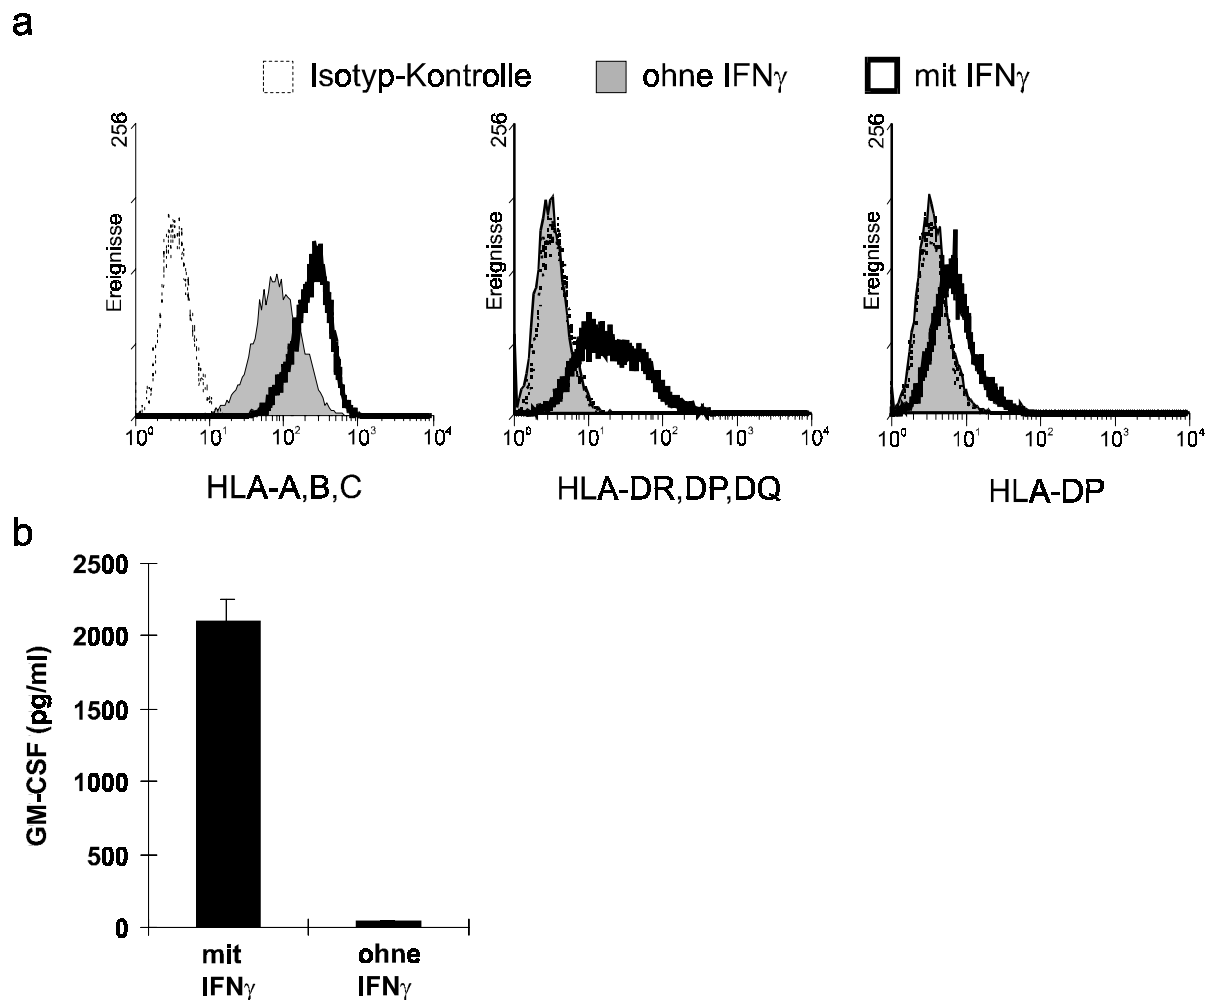 a
Isotyp-Kontrolle ohne IFNγ mit IFNγ
256 256 256
Ereignisse Ereignisse Ereignisse
10⁰ 10¹ 10² 10³ 10⁴ 10⁰ 10¹ 10² 10³ 10⁴ 10⁰ 10¹ 10² 10³ 10⁴
HLA-A,B,C HLA-DR,DP,DQ HLA-DP
b
2500
2000
1500
1000
500
0
GM-CSF (pg/ml)
mit ohne
IFNγ IFNγ